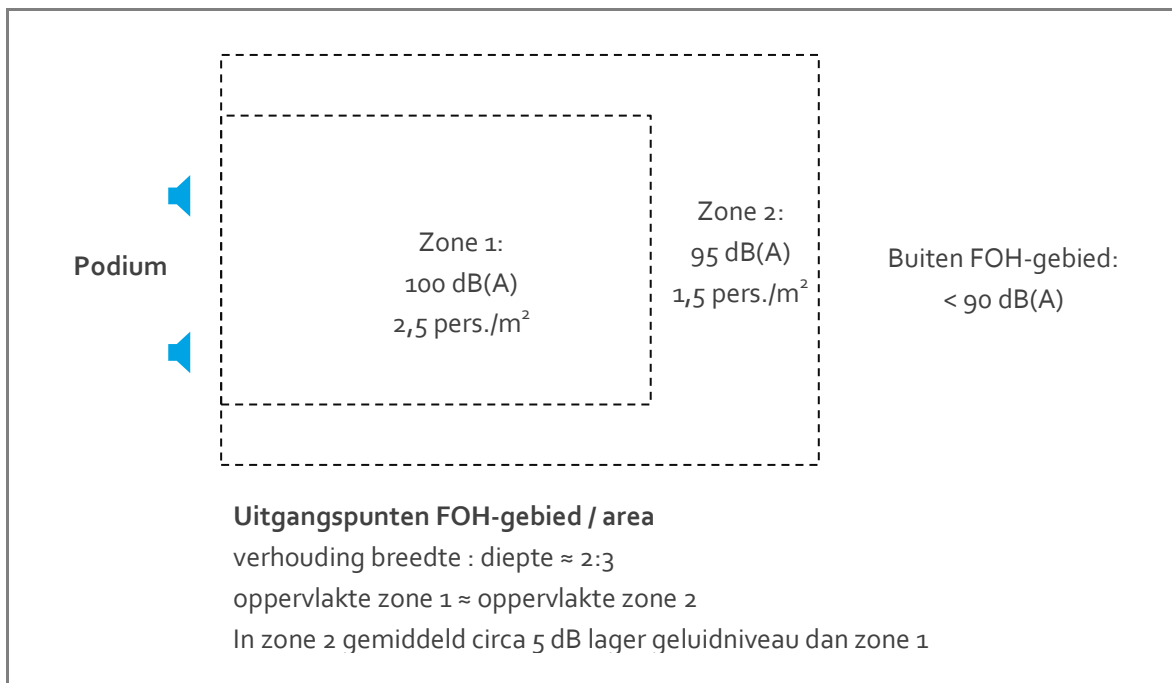 Podium
Zone 1:
100 dB(A)
2,5 pers./m²
Zone 2:
95 dB(A)
1,5 pers./m²
Buiten FOH-gebied:
< 90 dB(A)
Uitgangspunten FOH-gebied / area
verhouding breedte : diepte ≈ 2:3
oppervlakte zone 1 ≈ oppervlakte zone 2
In zone 2 gemiddeld circa 5 dB lager geluidniveau dan zone 1